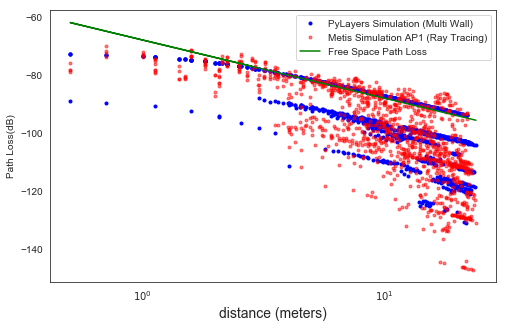 PyLayers Simulation (Multi Wall)
Metis Simulation AP1 (Ray Tracing)
Free Space Path Loss
−60
−80
−100
−120
−140
Path Loss(dB)
10⁰
10¹
distance (meters)